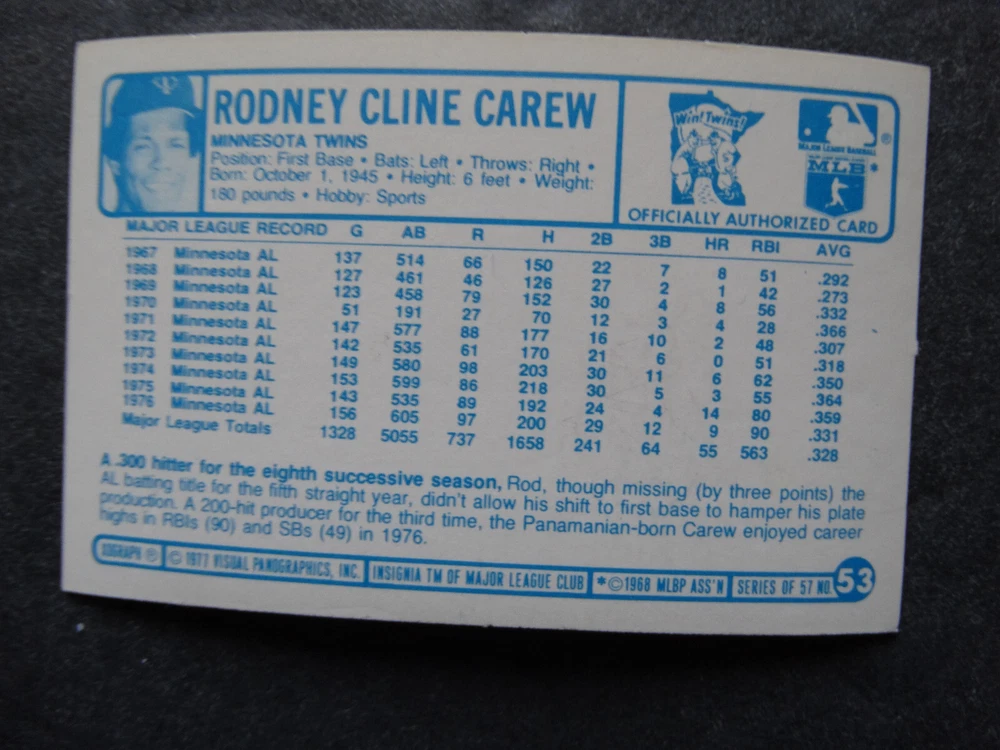 RODNEY CLINE CAREW
MINNESOTA TWINS
Position: First Base • Bats: Left • Throws: Right •
Born: October 1, 1945 • Height: 6 feet • Weight:
180 pounds • Hobby: Sports
Win! Twins!
MAJOR LEAGUE BASEBALL
®
MLB*
OFFICIALLY AUTHORIZED CARD
MAJOR LEAGUE RECORD G AB R H 2B 3B HR RBI AVG
1967 Minnesota AL 137 514 66 150 22 7 8 51 .292
1968 Minnesota AL 127 461 46 126 27 2 1 42 .273
1969 Minnesota AL 123 458 79 152 30 4 8 56 .332
1970 Minnesota AL 51 191 27 70 12 3 4 28 .366
1971 Minnesota AL 147 577 88 177 16 10 2 48 .307
1972 Minnesota AL 142 535 61 170 21 6 0 51 .318
1973 Minnesota AL 149 580 98 203 30 11 6 62 .350
1974 Minnesota AL 153 599 86 218 30 5 3 55 .364
1975 Minnesota AL 143 535 89 192 24 4 14 80 .359
1976 Minnesota AL 156 605 97 200 29 12 9 90 .331
Major League Totals 1328 5055 737 1658 241 64 55 563 .328
A .300 hitter for the eighth successive season, Rod, though missing (by three points) the
AL batting title for the fifth straight year, didn't allow his shift to first base to hamper his plate
production. A 200-hit producer for the third time, the Panamanian-born Carew enjoyed career
highs in RBIs (90) and SBs (49) in 1976.
XOGRAPH ® © 1977 VISUAL PANOGRAPHICS, INC. INSIGNIA TM OF MAJOR LEAGUE CLUB *©1968 MLBP ASS'N SERIES OF 57 NO. 53